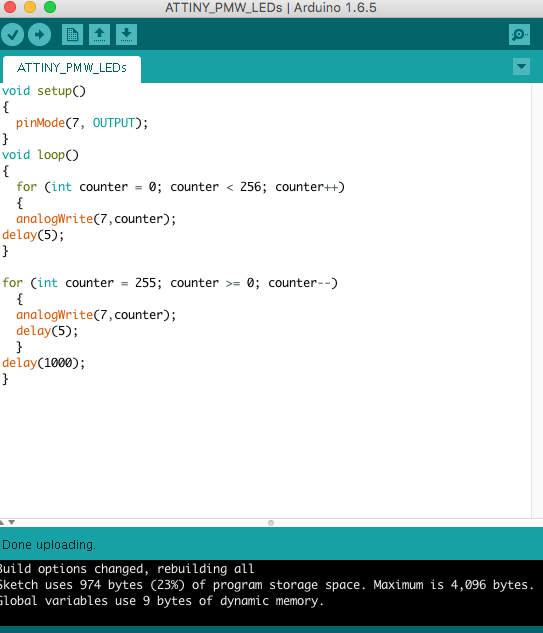 ATTINY_PMW_LEDs | Arduino 1.6.5
ATTINY_PMW_LEDs
void setup()
{
  pinMode(7, OUTPUT);
}
void loop()
{
  for (int counter = 0; counter < 256; counter++)
  {
  analogWrite(7,counter);
delay(5);
}

for (int counter = 255; counter >= 0; counter--)
  {
  analogWrite(7,counter);
  delay(5);
  }
delay(1000);
}
Done uploading.
Build options changed, rebuilding all
Sketch uses 974 bytes (23%) of program storage space. Maximum is 4,096 bytes.
Global variables use 9 bytes of dynamic memory.